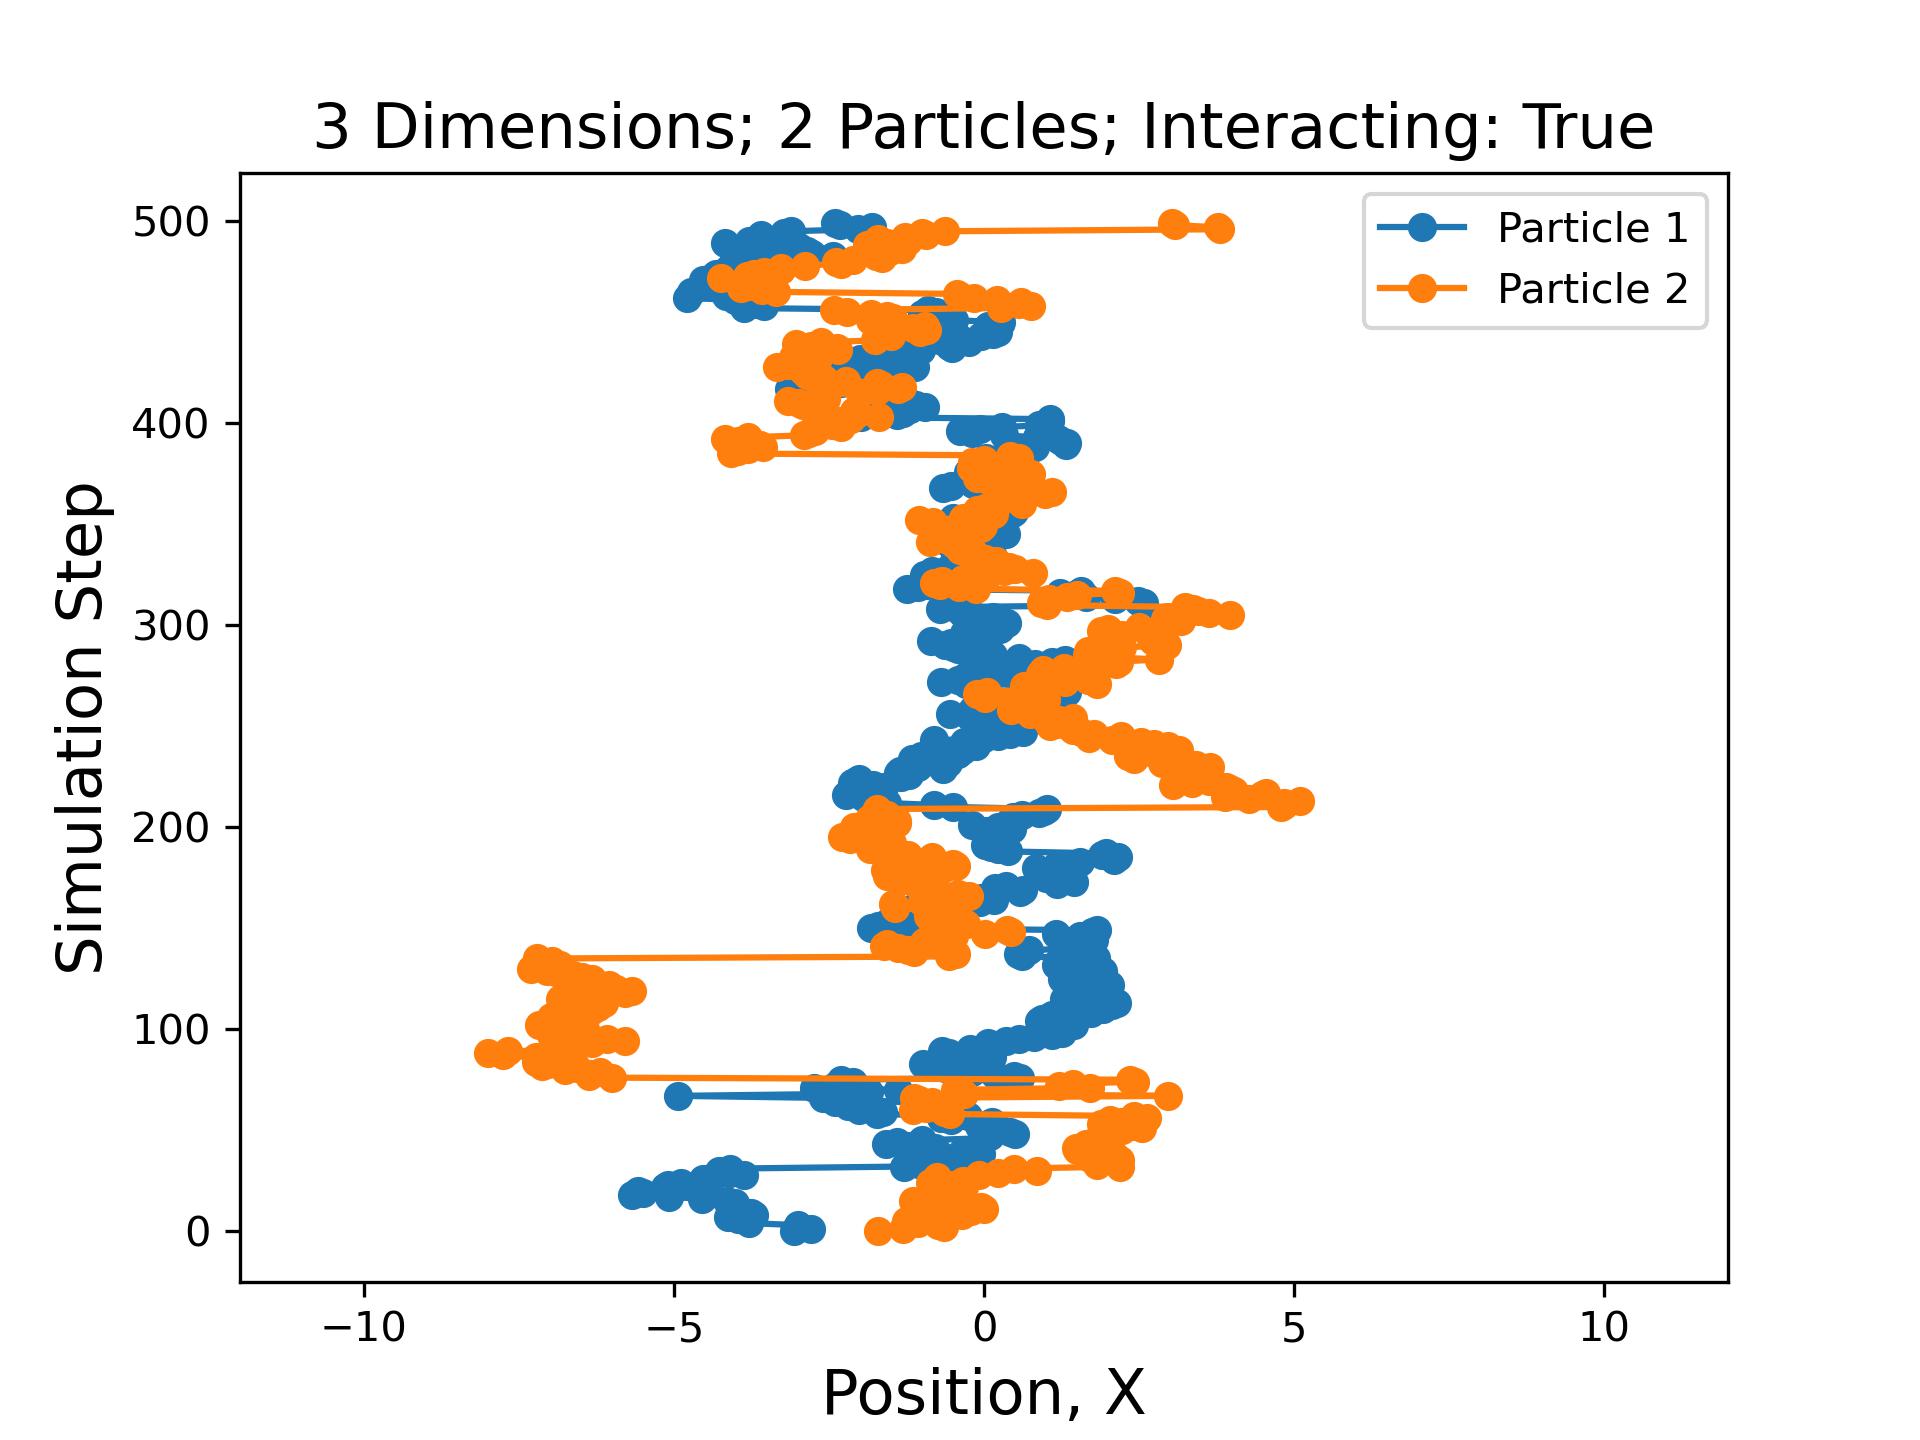 3 Dimensions; 2 Particles; Interacting: True
Particle 1
Particle 2
Simulation Step
500
400
300
200
100
0
−10
−5
0
5
10
Position, X